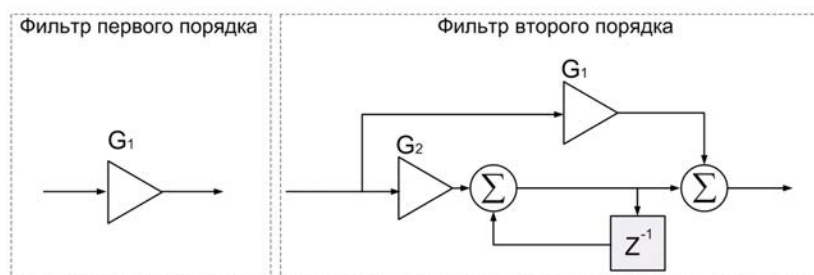 Фильтр первого порядка
G1
Фильтр второго порядка
G1
G2
Σ
Σ
Z-1